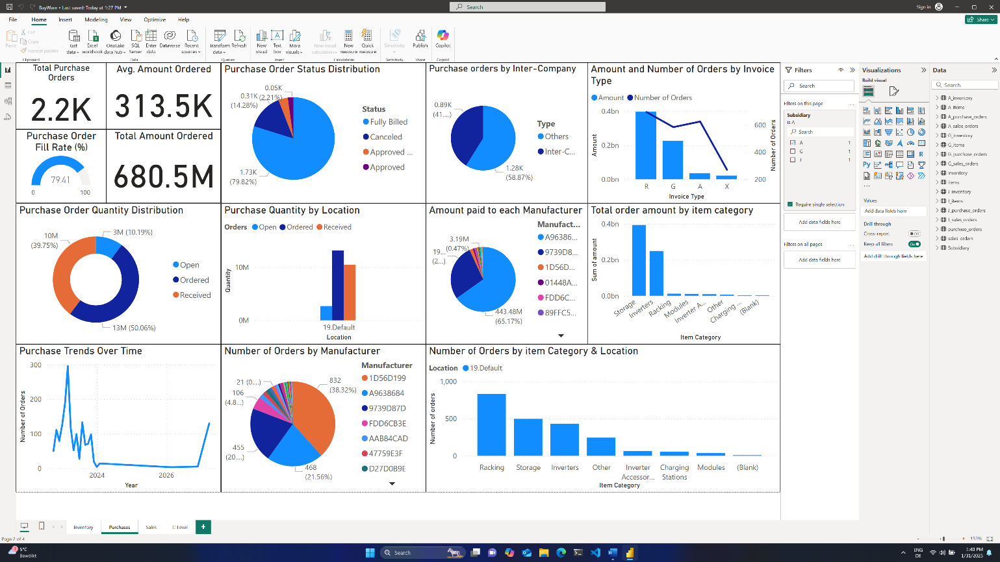 BayWare • Last saved: Today at 1:27 PM
Search
Sign in
File Home Insert Modeling View Optimize Help
Share
Paste
Cut
Copy
Format painter
Clipboard
Get data
Excel workbook
OneLake data hub
SQL Server
Enter data
Dataverse
Recent sources
Data
Transform data
Refresh
Queries
New visual
Text box
More visuals
Insert
New visual calculation
New measure
Quick measure
Calculations
Sensitivity
Sensitivity
Publish
Share
Copilot
Copilot
Total Purchase
Orders
2.2K
Avg. Amount Ordered
313.5K
Purchase Order
Fill Rate (%)
79.41
0 100
Total Amount Ordered
680.5M
Purchase Order Status Distribution
0.05K
(2.21%)
0.31K
(14.28%)
1.73K
(79.82%)
Status
Fully Billed
Canceled
Approved ...
Approved
Purchase orders by Inter-Company
0.89K
(41....)
1.28K
(58.87%)
Type
Others
Inter-C...
Amount and Number of Orders by Invoice
Type
Amount Number of Orders
0.4bn
0.2bn
0.0bn
Amount
600
400
200
Number of Orders
R G A X
Invoice Type
Purchase Order Quantity Distribution
3M (10.19%)
10M
(39.75%)
13M (50.06%)
Open
Ordered
Received
Purchase Quantity by Location
Orders Open Ordered Received
10M
0M
Quantity
19.Default
Location
Amount paid to each Manufacturer
3.19M
(0.47%)
19...
(2...)
443.48M
(65.17%)
Manufact...
A96386...
9739D8...
1D56D...
01448A...
FDD6C...
89FFC5...
Total order amount by item category
0.4bn
0.2bn
0.0bn
Sum of amount
Storage
Inverters
Racking
Modules
Inverter A...
Other
Charging ...
(Blank)
Item Category
Purchase Trends Over Time
300
200
100
0
Number of Orders
2024 2026
Year
Number of Orders by Manufacturer
21 (0....)
106
(4.8...)
455
(20....)
468
(21.56%)
832
(38.32%)
Manufacturer
1D56D199
A9638684
9739D87D
FDD6CB3E
AAB84CAD
47759E3F
D27D0B9E
Number of Orders by item Category & Location
Location 19.Default
1,000
500
0
Number of orders
Racking
Storage
Inverters
Other
Inverter
Accessor...
Charging
Stations
Modules
(Blank)
Item Category
Filters
Search
Filters on this page
...
Subsidiary
is A
Search
A 1
G 1
J 1
Require single selection
Add data fields here
Filters on all pages
...
Add data fields here
Visualizations
Build visual
R
Py
...
Values
Add data fields here
Drill through
Cross-report
Off
Keep all filters
On
Add drill through fields here
Data
Search
A_inventory
A_items
A_purchase_orders
A_sales_orders
G_inventory
G_items
G_purchase_orders
G_sales_orders
inventory
items
J_inventory
J_items
J_purchase_orders
J_sales_orders
purchase_orders
sales_orders
Subsidiary
Inventory
Purchases
Sales
C Level
+
Page 2 of 4
- + 153%
1
5°C
Bewölkt
Search
ENG
DE
1:40 PM
1/31/2025